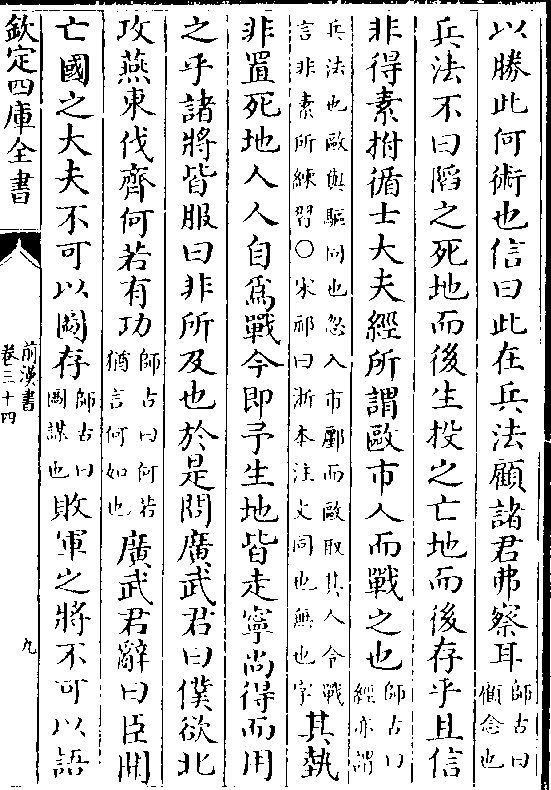 以勝此何術也信曰此在兵法顧諸君弗察耳師古曰顧念也
兵法不曰䧟之死地而後生投之亡地而後存乎且信
非得素拊循士大夫經所謂敺市人而戰之也師古曰經亦謂
兵法也敺與驅同也忽入市鄽而敺取其人令戰言非素所練習〇宋祁曰浙本注文同也無也字其執
非置死地人人自為戰今即予生地皆走寧尚得而用
之乎諸將皆服曰非所及也於是問廣武君曰僕欲北
攻燕東伐齊何若有功師古曰何若猶言何如也廣武君辭曰臣聞
亡國之大夫不可以圖存師古曰圖謀也敗軍之將不可以語
欽定四庫全書
前漢書
卷三十四
九